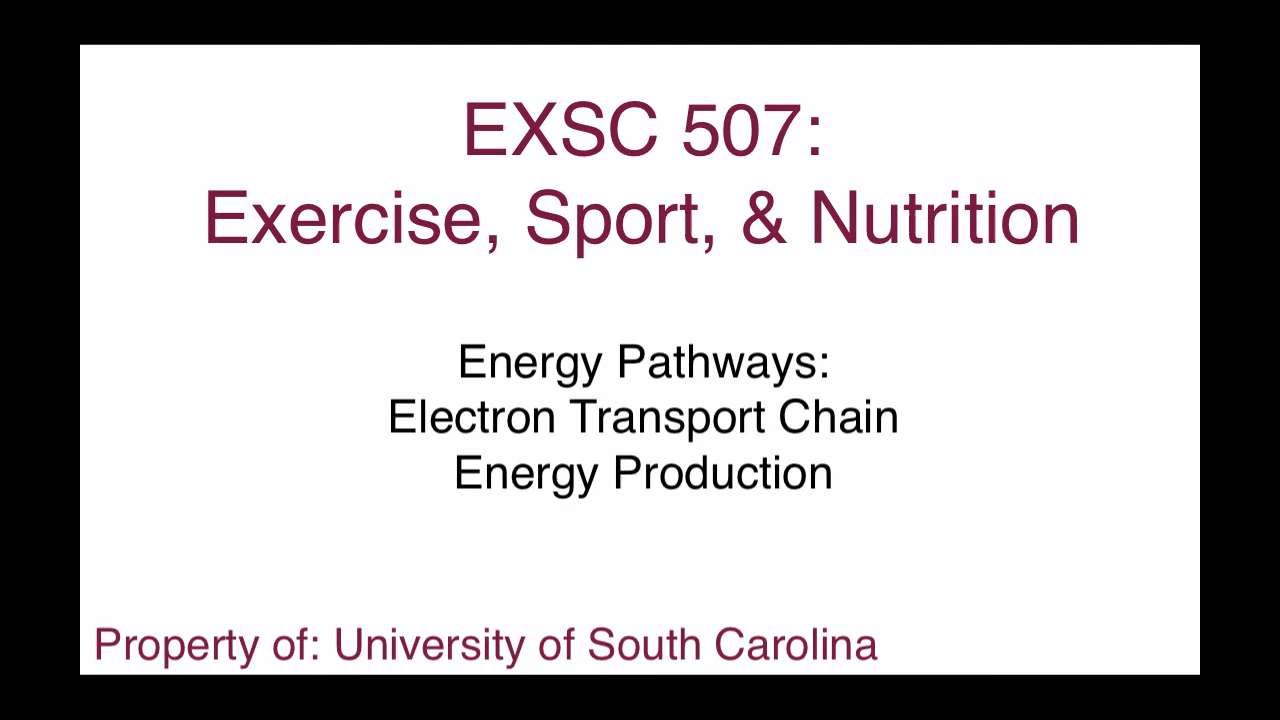 EXSC 507:
Exercise, Sport, & Nutrition
Energy Pathways:
Electron Transport Chain
Energy Production
Property of: University of South Carolina